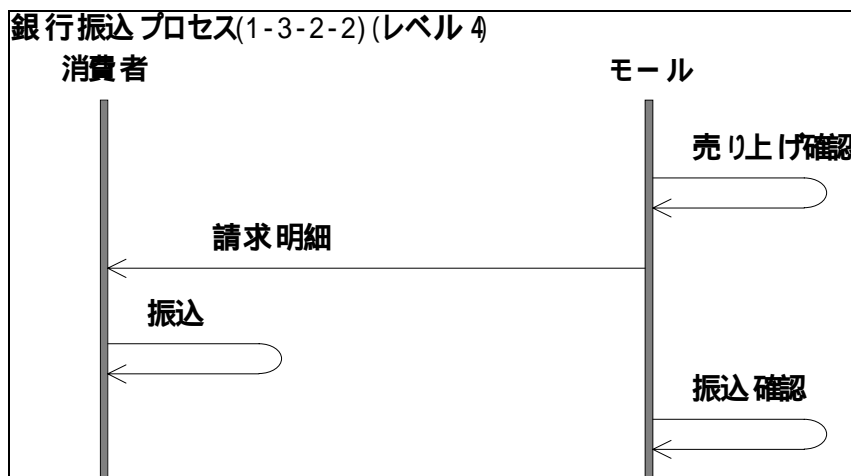 銀行振込プロセス(1-3-2-2)(レベル4)
消費者
モール
売り上げ確認
請求明細
振込
振込確認